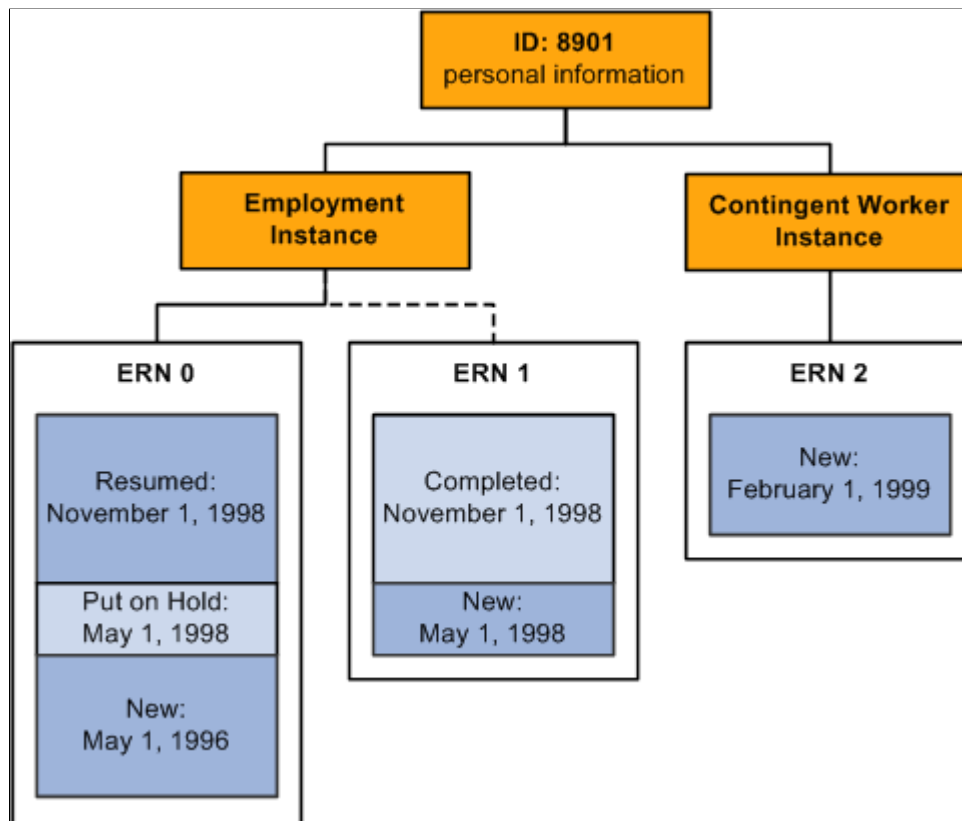 ID: 8901
personal information
Employment
Instance
Contingent Worker
Instance
ERN 0
Resumed:
November 1, 1998
Put on Hold:
May 1, 1998
New:
May 1, 1996
ERN 1
Completed:
November 1, 1998
New:
May 1, 1998
ERN 2
New:
February 1, 1999